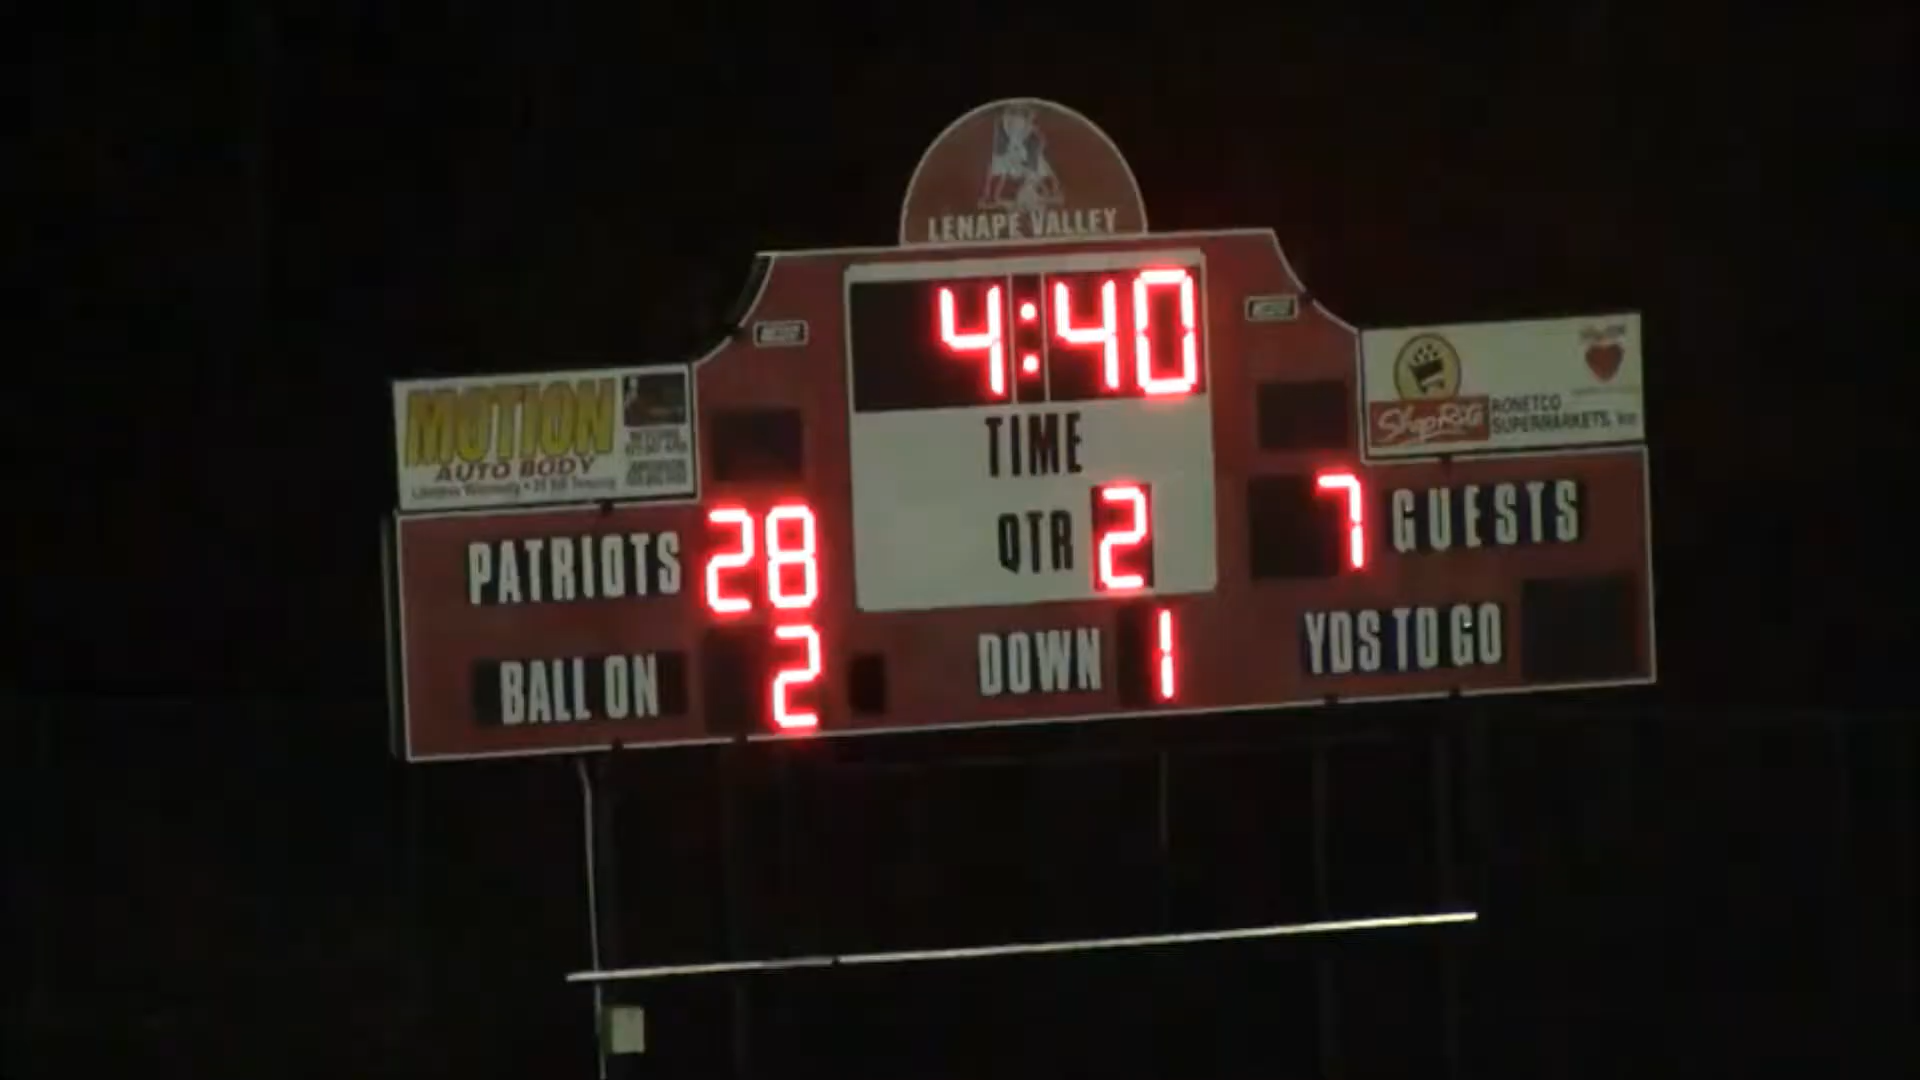 LENAPE VALLEY
4:40
TIME
MOTION
AUTO BODY
ShopRite
RONETCO
SUPERMARKETS, INC
PATRIOTS 28
QTR 2
7 GUESTS
BALL ON 2
DOWN 1
YDS TO GO